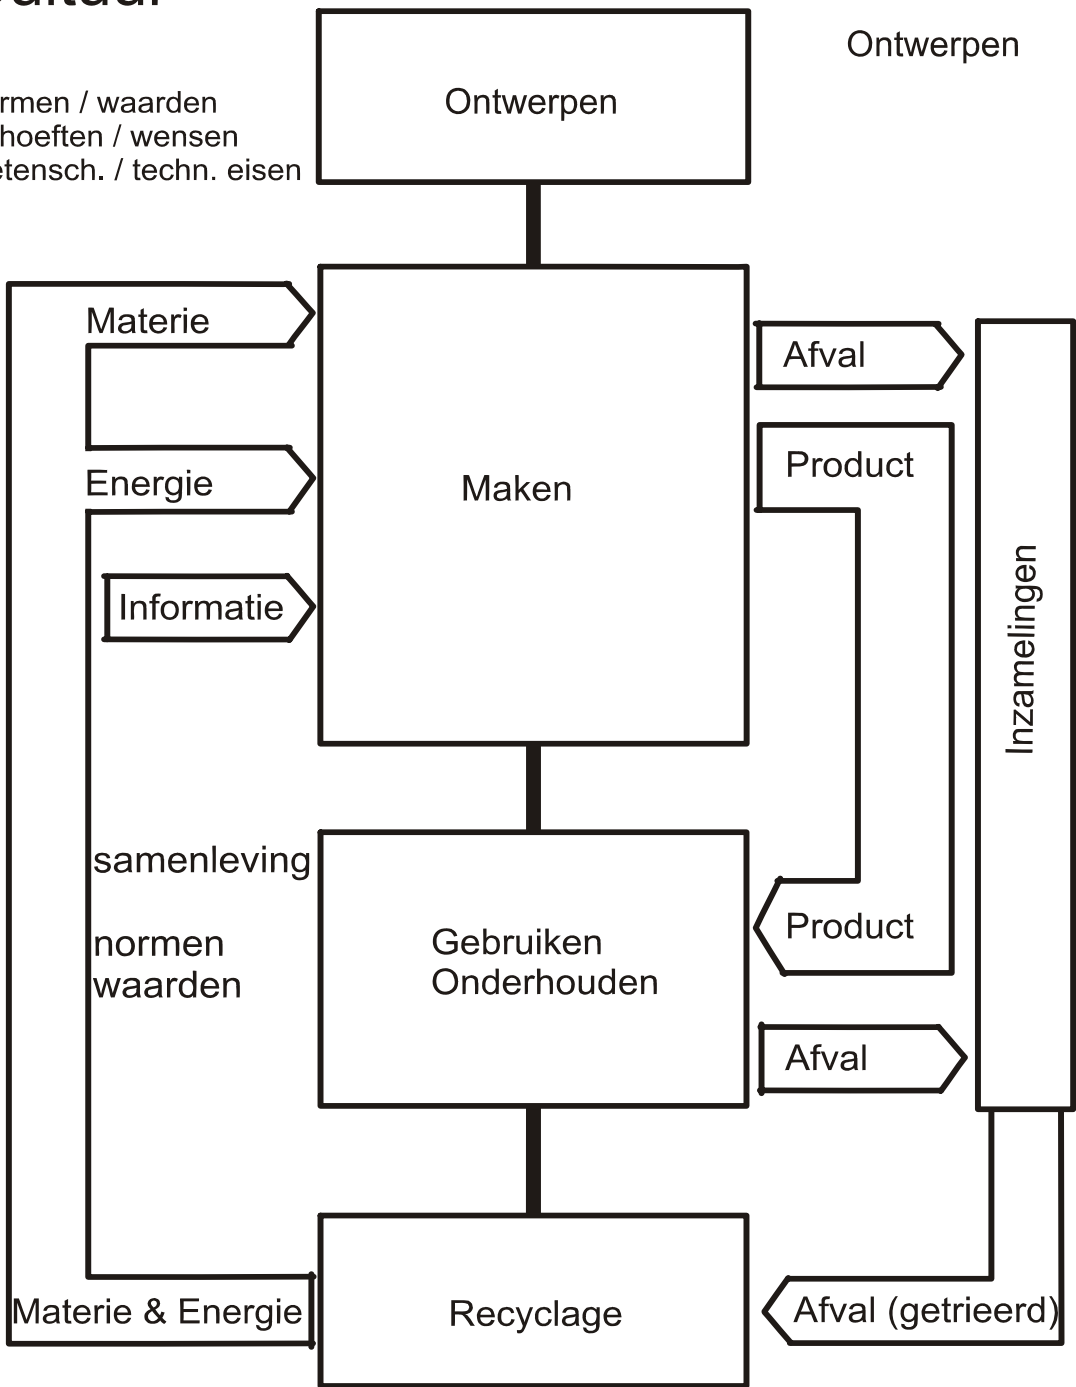 Ontwerpen
rmen / waarden
hoeften / wensen
etensch. / techn. eisen
Ontwerpen
Materie
Afval
Product
Energie
Maken
Informatie
Inzamelingen
samenleving
normen
waarden
Gebruiken
Onderhouden
Product
Afval
Materie & Energie
Recyclage
Afval (getrieerd)